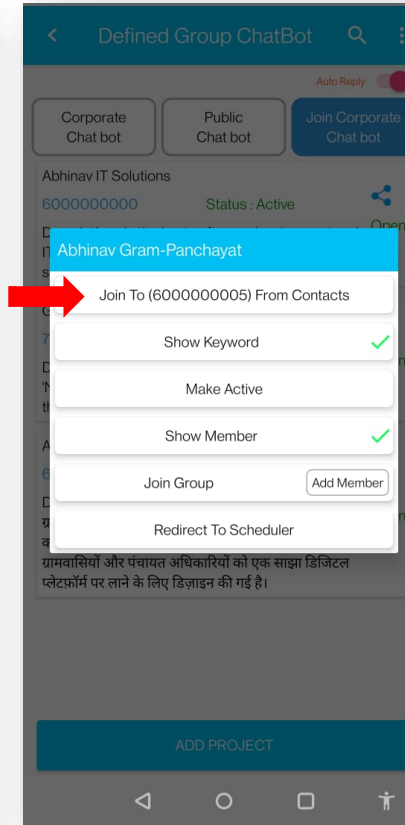 Defined Group ChatBot
Auto Reply
Corporate
Chat bot
Public
Chat bot
Join Corporate
Chat bot
Abhinav IT Solutions
6000000000
Status : Active
Open
Abhinav Gram-Panchayat
Join To (6000000005) From Contacts
Show Keyword
Make Active
Show Member
Join Group
Add Member
Redirect To Scheduler
ग्रामवासियों और पंचायत अधिकारियों को एक साझा डिजिटल
प्लेटफ़ॉर्म पर लाने के लिए डिज़ाइन की गई है।
ADD PROJECT